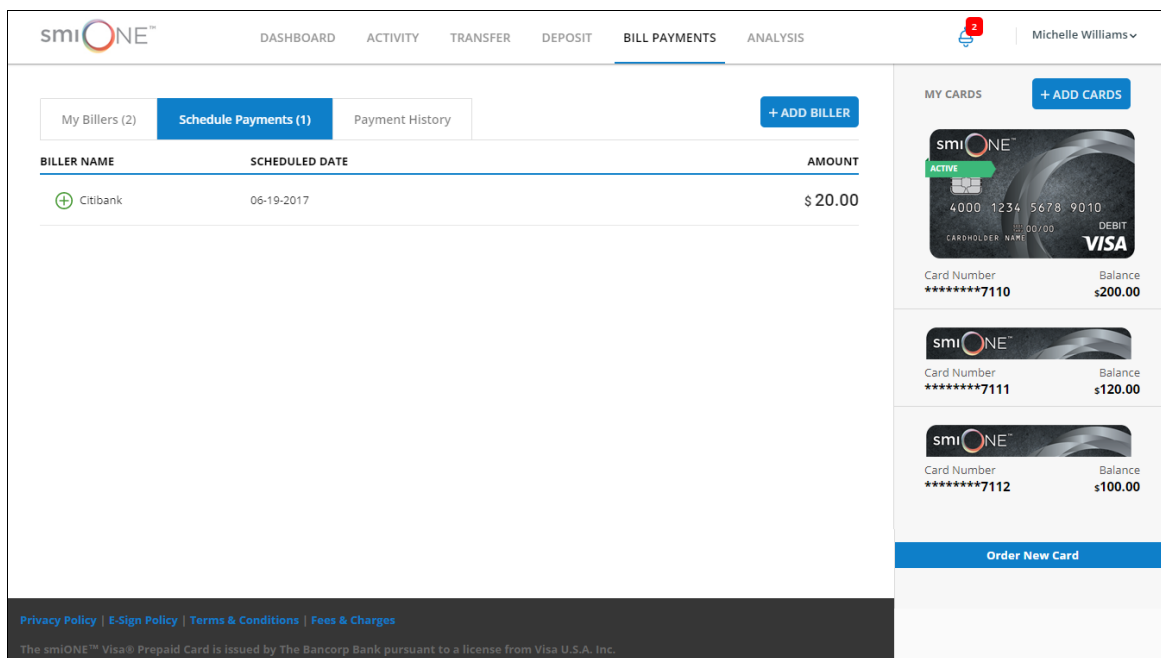 smiONE™ DASHBOARD ACTIVITY TRANSFER DEPOSIT BILL PAYMENTS ANALYSIS 2 Michelle Williams
My Billers (2) Schedule Payments (1) Payment History + ADD BILLER
BILLER NAME SCHEDULED DATE AMOUNT
Citibank 06-19-2017 $ 20.00
MY CARDS + ADD CARDS
smiONE™
ACTIVE
4000 1234 5678 9010
00/00 DEBIT
CARDHOLDER NAME VISA
Card Number Balance
********7110 $200.00
smiONE™
Card Number Balance
********7111 $120.00
smiONE™
Card Number Balance
********7112 $100.00
Order New Card
Privacy Policy | E-Sign Policy | Terms & Conditions | Fees & Charges
The smiONE™ Visa® Prepaid Card is issued by The Bancorp Bank pursuant to a license from Visa U.S.A. Inc.